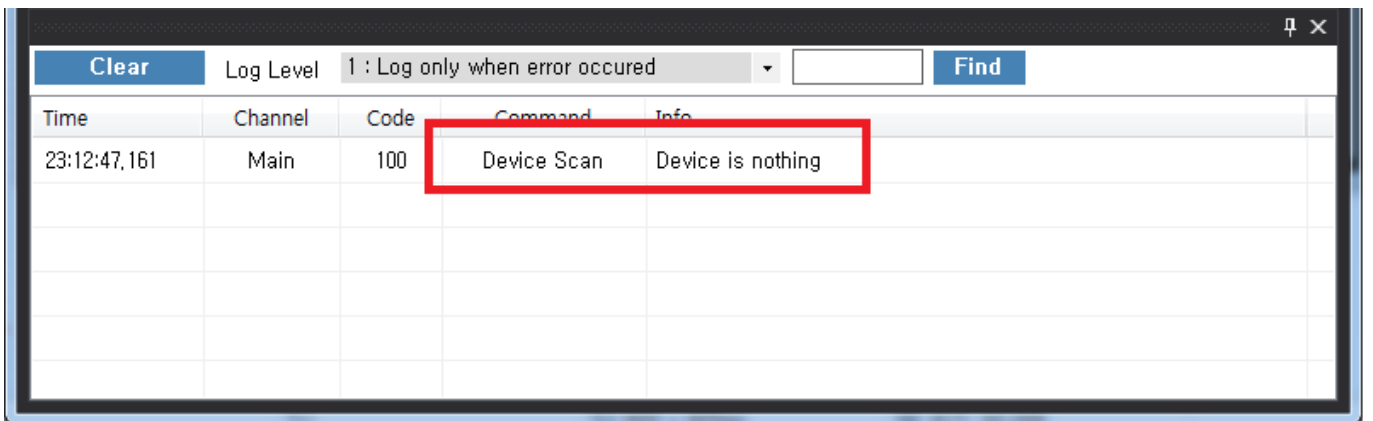 Clear Log Level 1 : Log only when error occured Find
Time Channel Code Command Info
23:12:47,161 Main 100 Device Scan Device is nothing